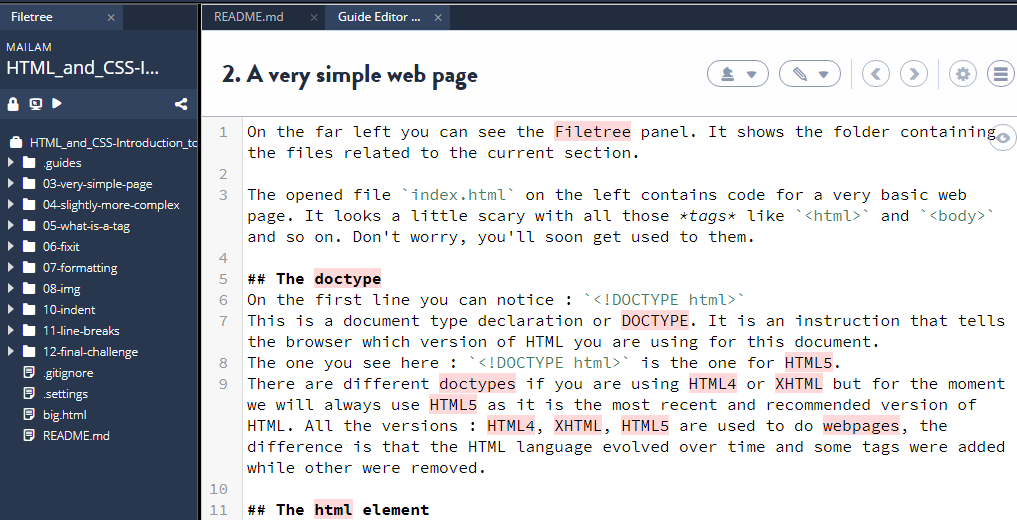 Filetree ×
MAILAM
HTML_and_CSS-I...
HTML_and_CSS-Introduction_to
.guides
03-very-simple-page
04-slightly-more-complex
05-what-is-a-tag
06-fixit
07-formatting
08-img
10-indent
11-line-breaks
12-final-challenge
.gitignore
.settings
big.html
README.md
README.md × Guide Editor ... ×
2. A very simple web page
1 On the far left you can see the Filetree panel. It shows the folder containing
the files related to the current section.
2
3 The opened file `index.html` on the left contains code for a very basic web
page. It looks a little scary with all those *tags* like `<html>` and `<body>`
and so on. Don't worry, you'll soon get used to them.
4
5 ## The doctype
6 On the first line you can notice : `<!DOCTYPE html>`
7 This is a document type declaration or DOCTYPE. It is an instruction that tells
the browser which version of HTML you are using for this document.
8 The one you see here : `<!DOCTYPE html>` is the one for HTML5.
9 There are different doctypes if you are using HTML4 or XHTML but for the moment
we will always use HTML5 as it is the most recent and recommended version of
HTML. All the versions : HTML4, XHTML, HTML5 are used to do webpages, the
difference is that the HTML language evolved over time and some tags were added
while other were removed.
10
11 ## The html element